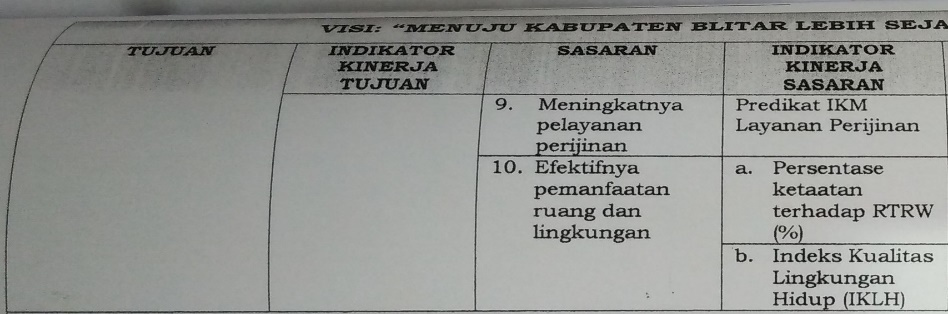 VISI: "MENUJU KABUPATEN BLITAR LEBIH SEJA
TUJUAN
INDIKATOR
KINERJA
TUJUAN
SASARAN
INDIKATOR
KINERJA
SASARAN
9. Meningkatnya
pelayanan
perijinan
Predikat IKM
Layanan Perijinan
10. Efektifnya
pemanfaatan
ruang dan
lingkungan
a. Persentase
ketaatan
terhadap RTRW
(%)
b. Indeks Kualitas
Lingkungan
Hidup (IKLH)